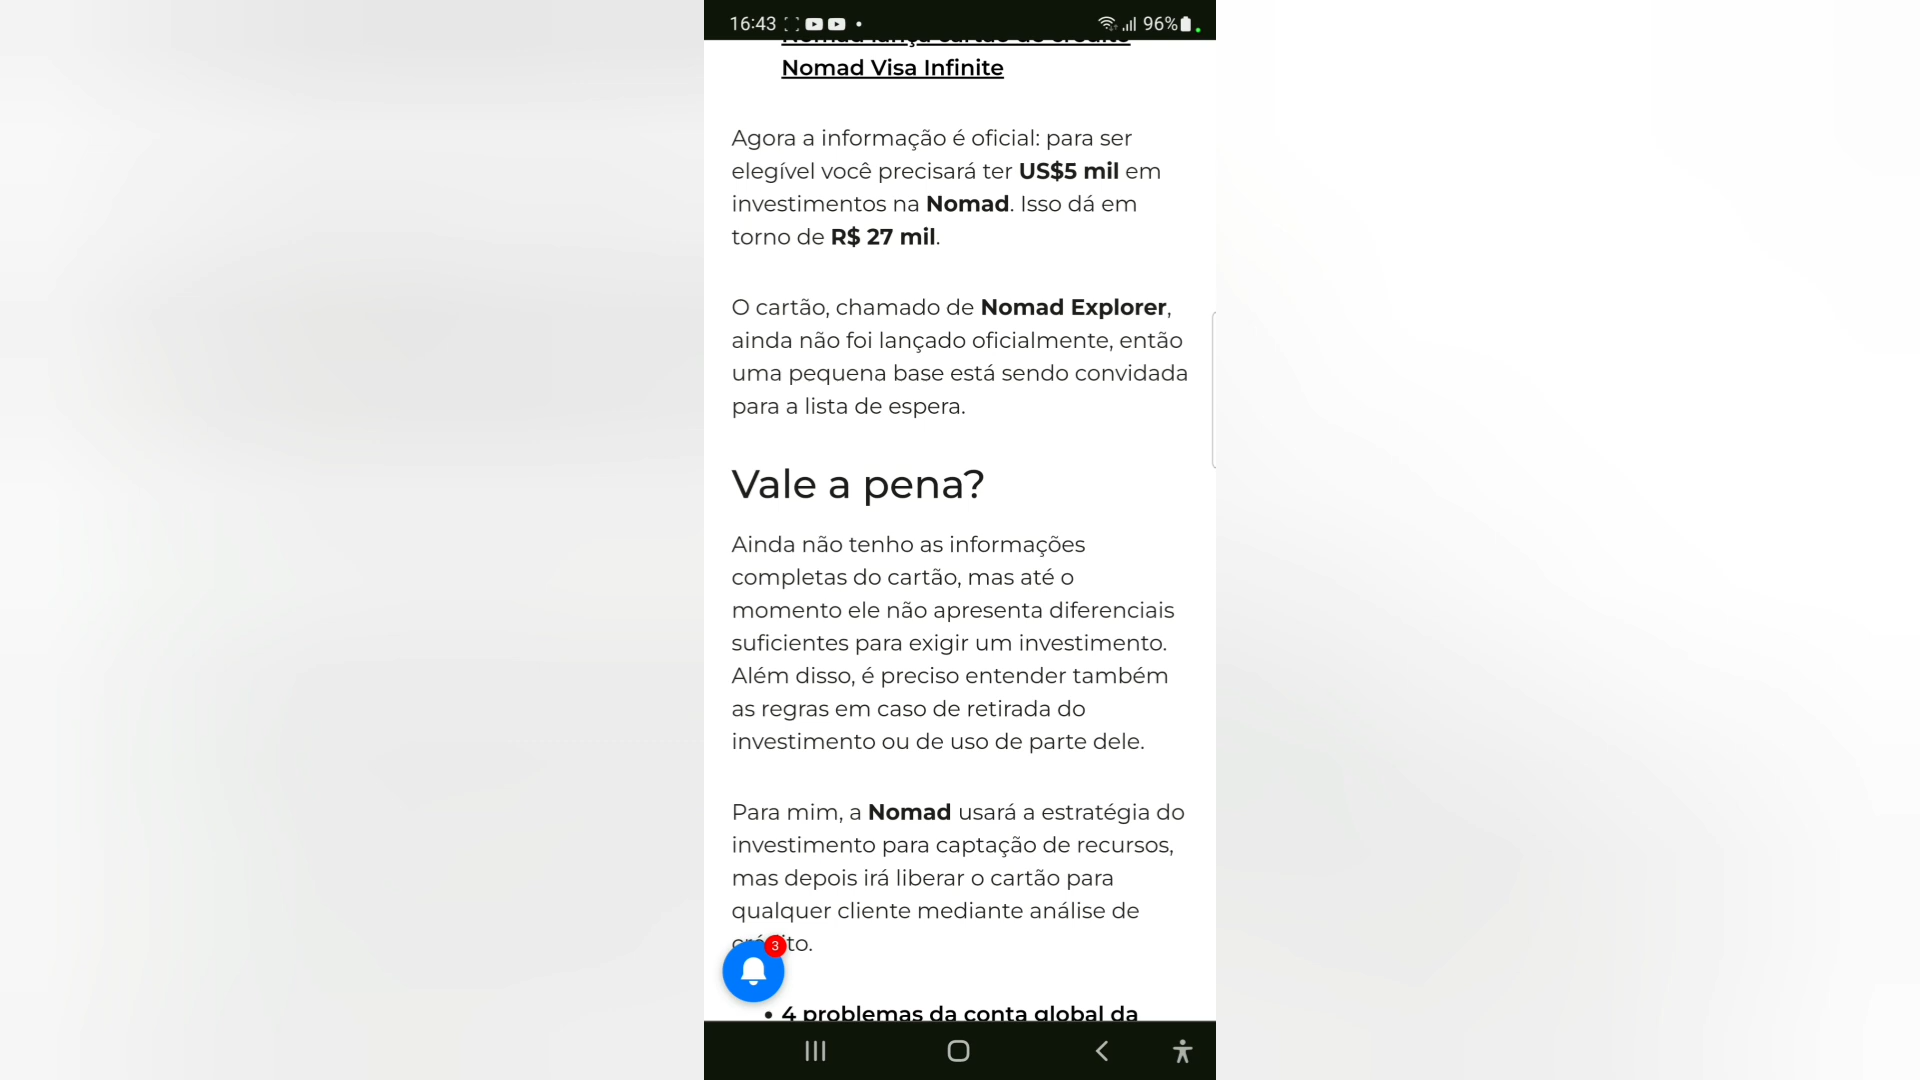 16:43
96%
Nomad lança cartão de crédito
Nomad Visa Infinite
Agora a informação é oficial: para ser
elegível você precisará ter US$5 mil em
investimentos na Nomad. Isso dá em
torno de R$ 27 mil.
O cartão, chamado de Nomad Explorer,
ainda não foi lançado oficialmente, então
uma pequena base está sendo convidada
para a lista de espera.
Vale a pena?
Ainda não tenho as informações
completas do cartão, mas até o
momento ele não apresenta diferenciais
suficientes para exigir um investimento.
Além disso, é preciso entender também
as regras em caso de retirada do
investimento ou de uso de parte dele.
Para mim, a Nomad usará a estratégia do
investimento para captação de recursos,
mas depois irá liberar o cartão para
qualquer cliente mediante análise de
crédito.
3
• 4 problemas da conta global da